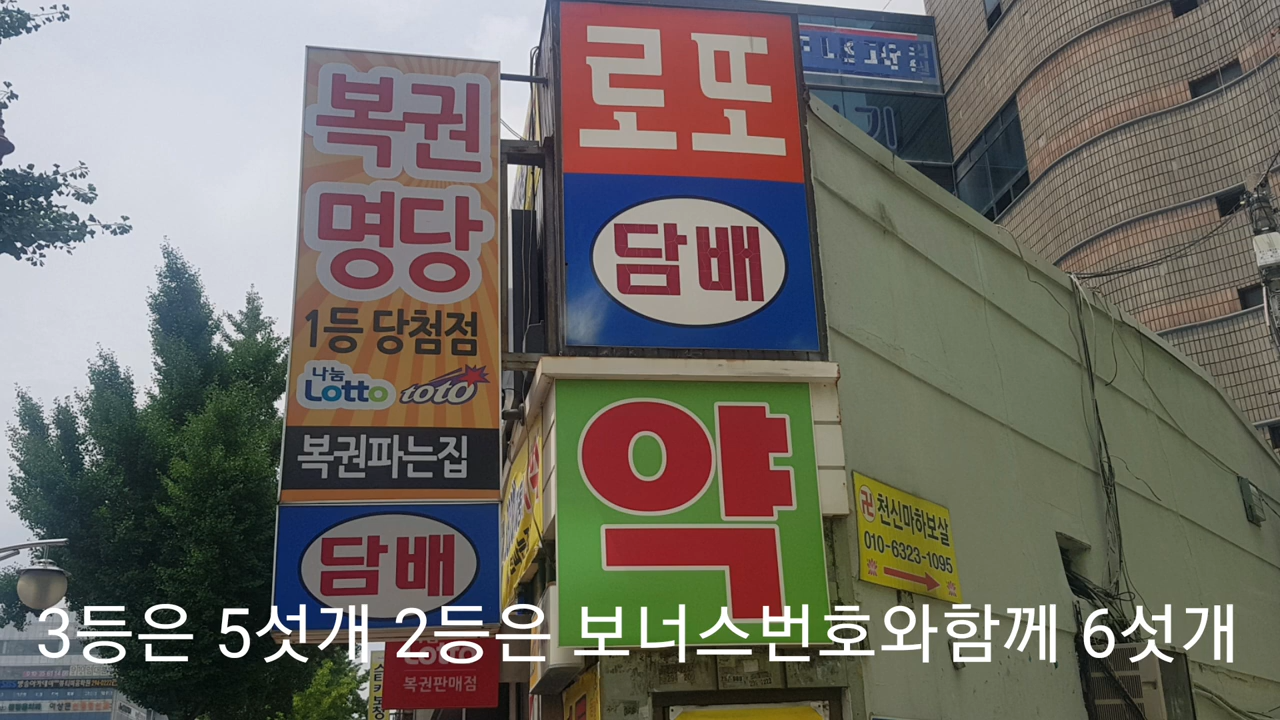 복권
명당
1등 당첨점
나눔
Lotto toto
복권파는집
담배
로또
담배
약
卍 천신마하보살
010-6323-1095
Lotto
복권판매점
3등은 5섯개 2등은 보너스번호와함께 6섯개